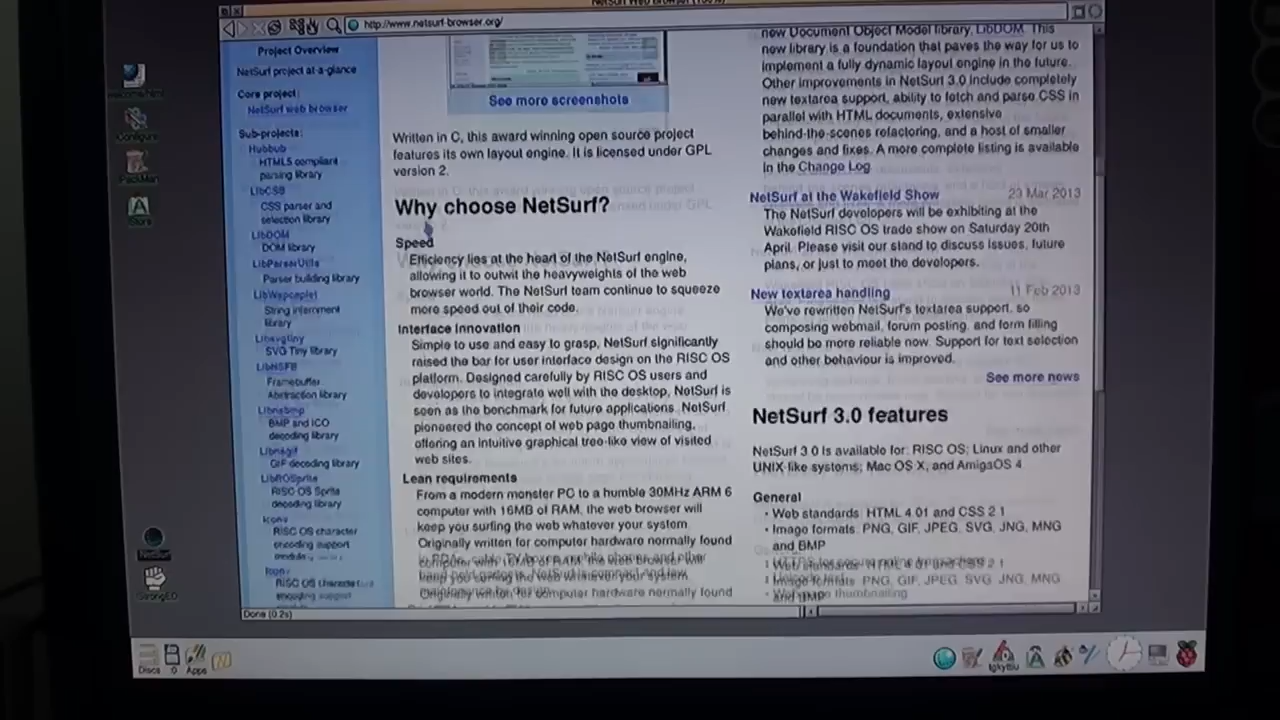 http://www.netsurf-browser.org/
Project Overview
NetSurf project at-a-glance
Core project:
NetSurf web browser
Sub-projects:
Hubbub
HTML5 compliant
parsing library
LibCSS
CSS parser and
selection library
LibDOM
DOM library
LibParserUtils
Parser building library
LibWapcaplet
String internment
library
Libsvgtiny
SVG Tiny library
LibNSFB
Framebuffer
Abstraction library
Libnsbmp
BMP and ICO
decoding library
Libnsgif
GIF decoding library
LibROSprite
RISC OS Sprite
decoding library
RISC OS character
encoding support
See more screenshots
Written in C, this award winning open source project
features its own layout engine. It is licensed under GPL
version 2.
Why choose NetSurf?
Speed
Efficiency lies at the heart of the NetSurf engine,
allowing it to outwit the heavyweights of the web
browser world. The NetSurf team continue to squeeze
more speed out of their code.
Interface innovation
Simple to use and easy to grasp, NetSurf significantly
raised the bar for user interface design on the RISC OS
platform. Designed carefully by RISC OS users and
developers to integrate well with the desktop, NetSurf is
seen as the benchmark for future applications. NetSurf
pioneered the concept of web page thumbnailing,
offering an intuitive graphical tree-like view of visited
web sites.
Lean requirements
From a modern monster PC to a humble 30MHz ARM 6
computer with 16MB of RAM, the web browser will
keep you surfing the web whatever your system.
Originally written for computer hardware normally found
new Document Object Model library, LibDOM. This
new library is a foundation that paves the way for us to
implement a fully dynamic layout engine in the future.
Other improvements in NetSurf 3.0 include completely
new textarea support, ability to fetch and parse CSS in
parallel with HTML documents, extensive
behind-the-scenes refactoring, and a host of smaller
changes and fixes. A more complete listing is available
in the Change Log.
NetSurf at the Wakefield Show 23 Mar 2013
The NetSurf developers will be exhibiting at the
Wakefield RISC OS trade show on Saturday 20th
April. Please visit our stand to discuss issues, future
plans, or just to meet the developers.
New textarea handling 11 Feb 2013
We've rewritten NetSurf's textarea support, so
composing webmail, forum posting, and form filling
should be more reliable now. Support for text selection
and other behaviour is improved.
See more news
NetSurf 3.0 features
NetSurf 3.0 is available for: RISC OS; Linux and other
UNIX-like systems; Mac OS X, and AmigaOS 4.
General
• Web standards: HTML 4.01 and CSS 2.1
• Image formats: PNG, GIF, JPEG, SVG, JNG, MNG
and BMP
Done (0.2s)
!Configure
!PackMan
!Store
!NetSurf
!StrongED
Discs
0
Apps